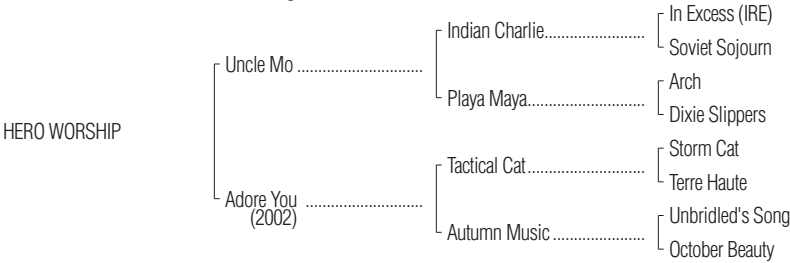 In Excess (IRE)
Indian Charlie
Soviet Sojourn
Uncle Mo
Arch
Playa Maya
Dixie Slippers
HERO WORSHIP
Storm Cat
Tactical Cat
Terre Haute
Adore You
(2002)
Unbridled's Song
Autumn Music
October Beauty